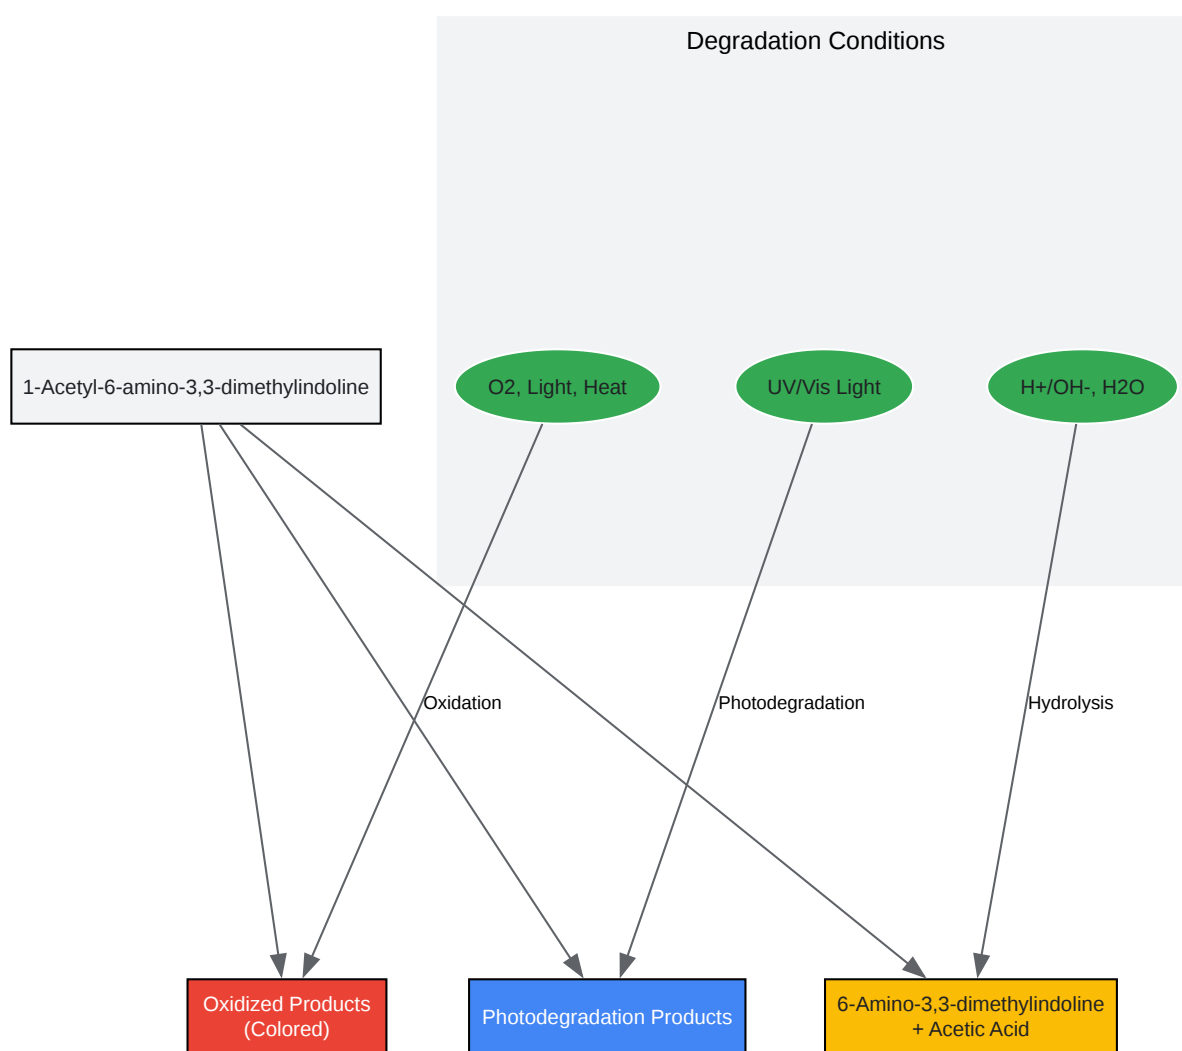 Degradation Conditions
1-Acetyl-6-amino-3,3-dimethylindoline
O2, Light, Heat
UV/Vis Light
H+/OH-, H2O
Oxidation
Photodegradation
Hydrolysis
Oxidized Products
(Colored)
Photodegradation Products
6-Amino-3,3-dimethylindoline
+ Acetic Acid